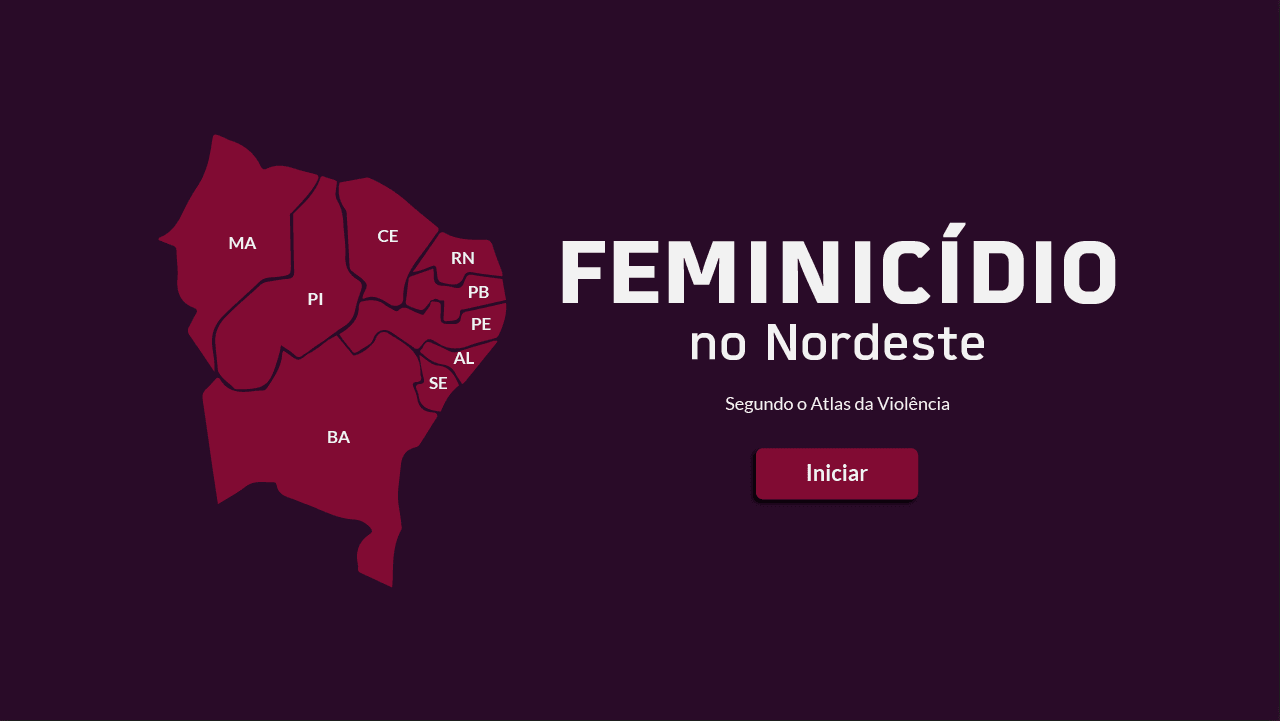 MA
CE
RN
PI
PB
PE
AL
SE
BA
FEMINICÍDIO
no Nordeste
Segundo o Atlas da Violência
Iniciar